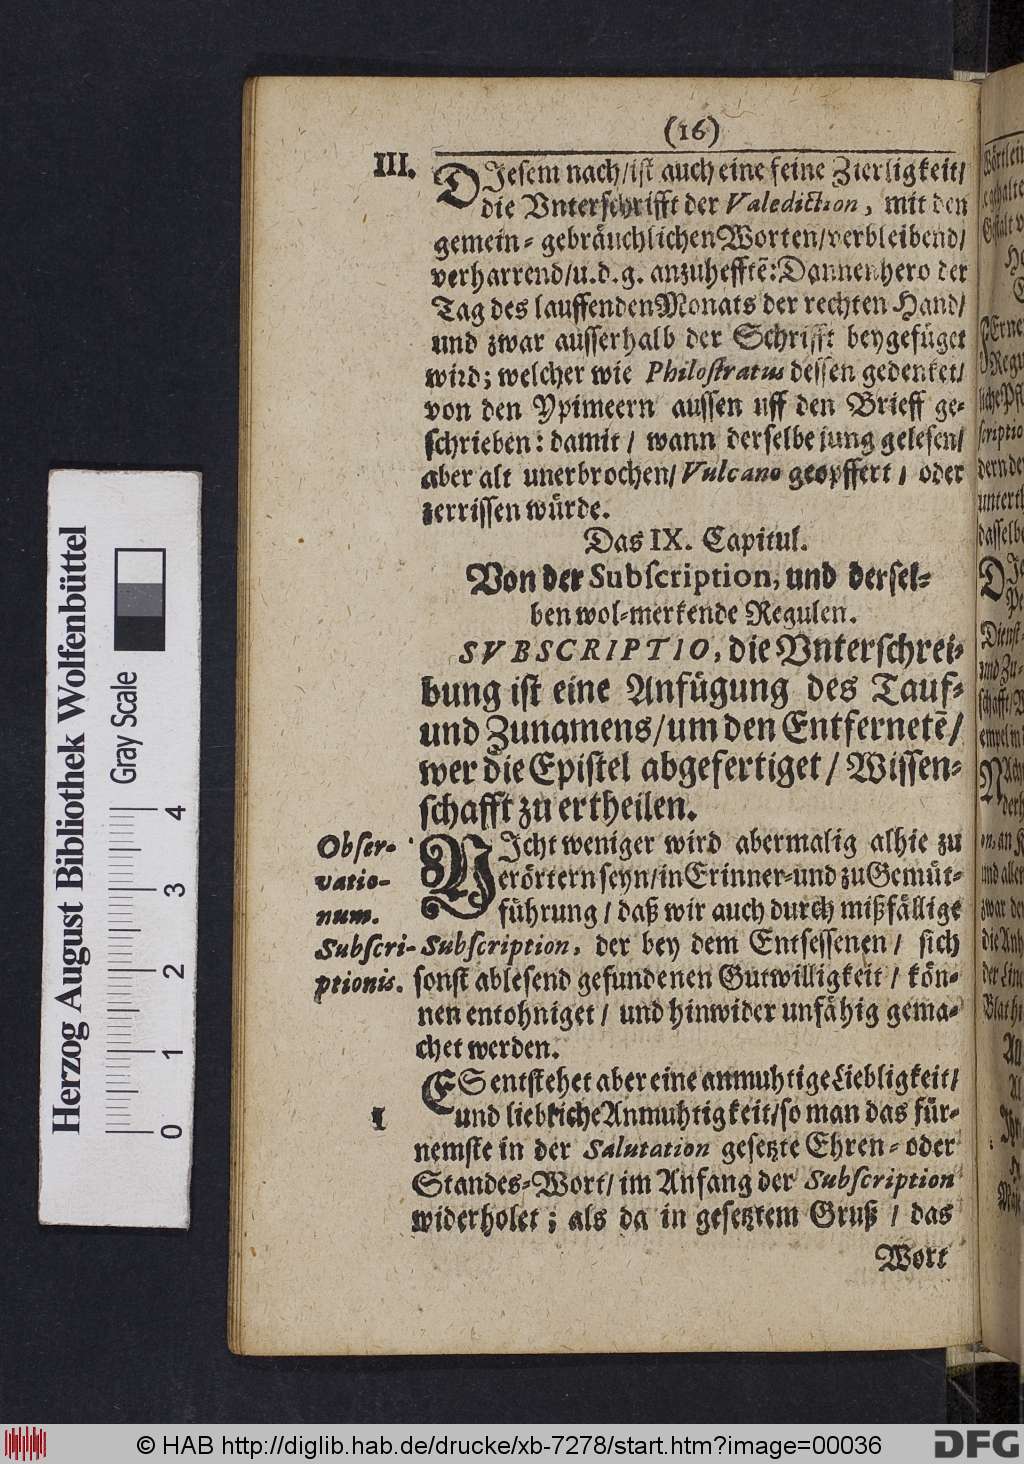 (16)
III. DJesem nach/ist auch eine feine Zierligkeit/
die Vnterschrifft der Valediction, mit den
gemein- gebräuchlichen Worten/verbleibend/
verharrend/u.d.g. anzuhefftē: Dannenhero der
Tag des lauffenden Monats der rechten Hand/
und zwar ausserhalb der Schrifft beygefüget
wird; welcher wie Philostratus dessen gedenket/
von den Ypimeern aussen uff den Brieff ge-
schrieben: damit/ wann derselbe jung gelesen/
aber alt unerbrochen/ Vulcano geopffert, oder
zerrissen würde.
Das IX. Capitul.
Von der Subscription, und dersel-
ben wol-merkende Regulen.
SVBSCRIPTIO, die Vnterschrei-
bung ist eine Anfügung des Tauf-
und Zunamens/um den Entfernetē/
wer die Epistel abgefertiget/ Wissen-
schafft zu ertheilen.
Obser-
vatio-
num.
Subscri-
ptionis.
NIcht weniger wird abermalig alhie zu
erörtern seyn/in Erinner-und zu Gemüt-
führung/ daß wir auch durch mißfällige
Subscription, der bey dem Entsessenen/ sich
sonst ablesend gefundenen Gutwilligkeit/ kön-
nen entohniget/ und hinwider unfähig gema-
chet werden.
1
ES entstehet aber eine anmuhtige Liebligkeit/
und liebliche Anmuhtigkeit/so man das für-
nemste in der Salutation gesetzte Ehren- oder
Standes-Wort/ im Anfang der Subscription
widerholet; als da in gesetztem Gruß/ das
Wort
Herzog August Bibliothek Wolfenbüttel
Gray Scale
0 1 2 3 4
© HAB http://diglib.hab.de/drucke/xb-7278/start.htm?image=00036
DFG